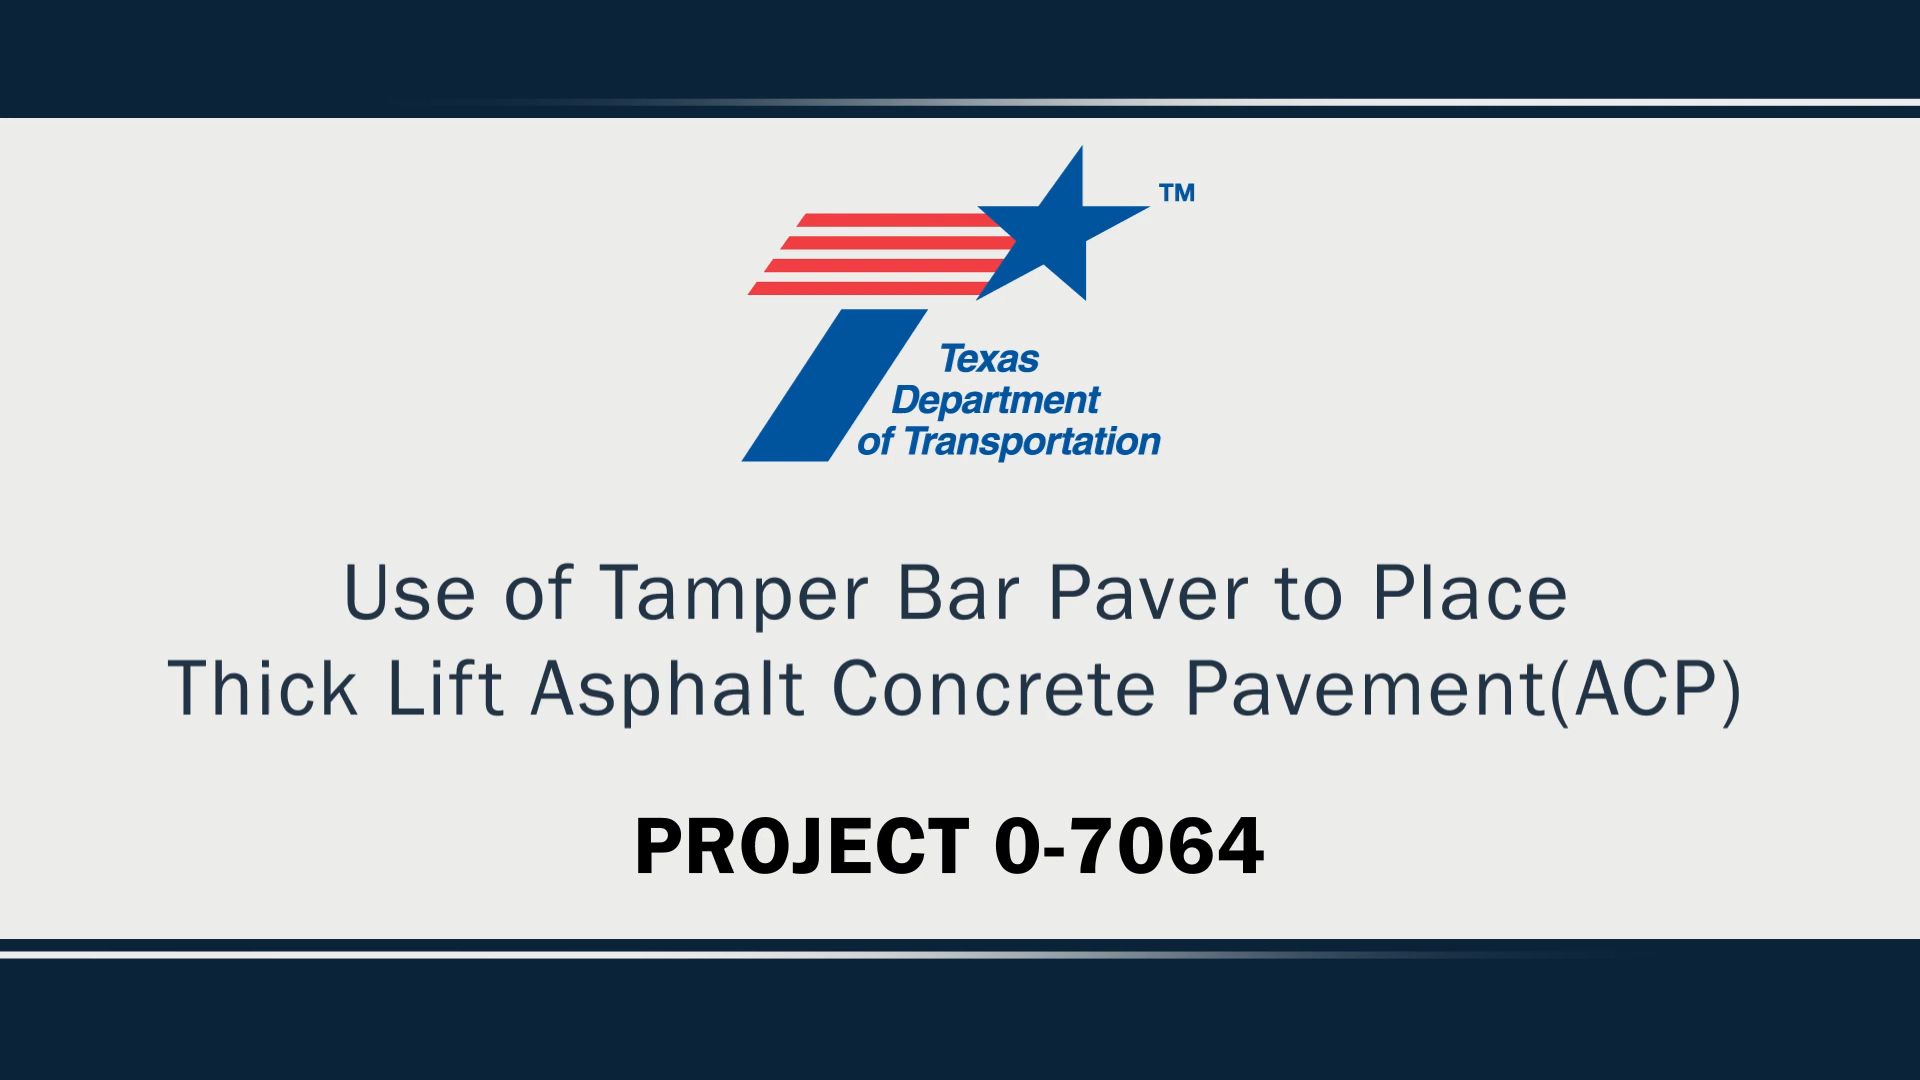 TM
Texas
Department
of Transportation
Use of Tamper Bar Paver to Place
Thick Lift Asphalt Concrete Pavement(ACP)
PROJECT 0-7064